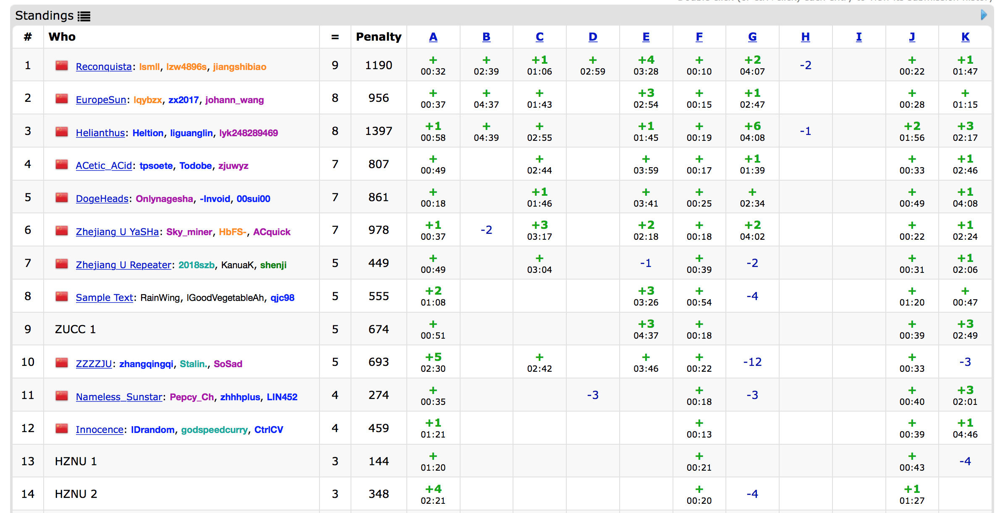 Double click (or ctrl+click) each entry to view its submission history
Standings
# Who = Penalty A B C D E F G H I J K
1 Reconquista: lsmll, lzw4896s, jiangshibiao 9 1190 + + +1 + +4 + +2 -2 + +1
00:32 02:39 01:06 02:59 03:28 00:10 04:07 00:22 01:47
2 EuropeSun: lqybzx, zx2017, johann_wang 8 956 + + + +3 + +1 + +
00:37 04:37 01:43 02:54 00:15 02:47 00:28 01:15
3 Helianthus: Heltion, liguanglin, lyk248289469 8 1397 +1 + + +1 + +6 -1 +2 +3
00:58 04:39 02:55 01:45 00:19 04:08 01:56 02:17
4 ACetic_ACid: tpsoete, Todobe, zjuwyz 7 807 + + + + +1 + +1
00:49 02:44 03:59 00:17 01:39 00:33 02:46
5 DogeHeads: Onlynagesha, -Invoid, 00sui00 7 861 + +1 + + + + +1
00:18 01:46 03:41 00:25 02:34 00:49 04:08
6 Zhejiang U YaSHa: Sky_miner, HbFS-, ACquick 7 978 +1 -2 +3 +2 + +2 + +1
00:37 03:17 02:18 00:18 04:02 00:22 02:24
7 Zhejiang U Repeater: 2018szb, KanuaK, shenji 5 449 + + -1 + -2 + +1
00:49 03:04 00:39 00:31 02:06
8 Sample Text: RainWing, IGoodVegetableAh, qjc98 5 555 +2 +3 + -4 + +
01:08 03:26 00:54 01:20 00:47
9 ZUCC 1 5 674 + +3 + + +3
00:51 04:37 00:18 00:39 02:49
10 ZZZZJU: zhangqingqi, Stalin., SoSad 5 693 +5 + + + -12 + -3
02:30 02:42 03:46 00:22 00:33
11 Nameless_Sunstar: Pepcy_Ch, zhhhplus, LIN452 4 274 + -3 + -3 + +3
00:35 00:18 00:40 02:01
12 Innocence: IDrandom, godspeedcurry, CtrlCV 4 459 +1 + + +1
01:21 00:13 00:39 04:46
13 HZNU 1 3 144 + + + -4
01:20 00:21 00:43
14 HZNU 2 3 348 +4 + -4 +1
02:21 00:20 01:27